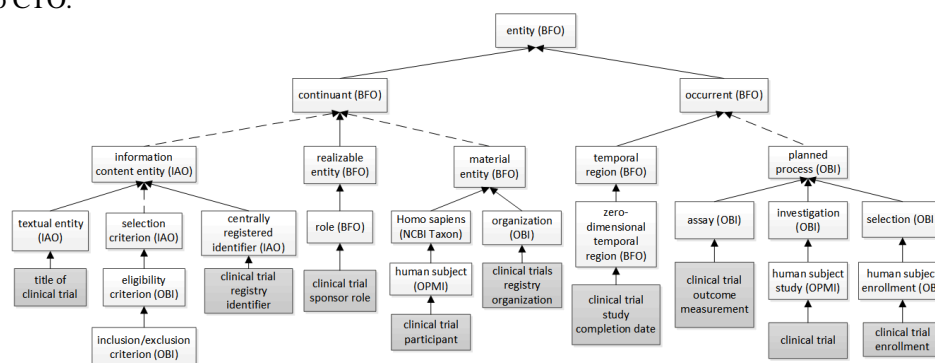 CTO.
entity (BFO)
continuant (BFO)
occurrent (BFO)
information
content entity (IAO)
realizable
entity (BFO)
material
entity (BFO)
temporal
region (BFO)
planned
process (OBI)
textual entity
(IAO)
selection
criterion (IAO)
centrally
registered
identifier (IAO)
role (BFO)
Homo sapiens
(NCBI Taxon)
organization
(OBI)
zero-
dimensional
temporal
region (BFO)
assay (OBI)
investigation
(OBI)
selection (OBI
title of
clinical trial
eligibility
criterion (OBI)
clinical trial
registry
identifier
clinical trial
sponsor role
human subject
(OPMI)
clinical trials
registry
organization
clinical trial
study
completion date
clinical trial
outcome
measurement
human subject
study (OPMI)
human subject
enrollment (OBI
inclusion/exclusion
criterion (OBI)
clinical trial
participant
clinical trial
clinical trial
enrollment